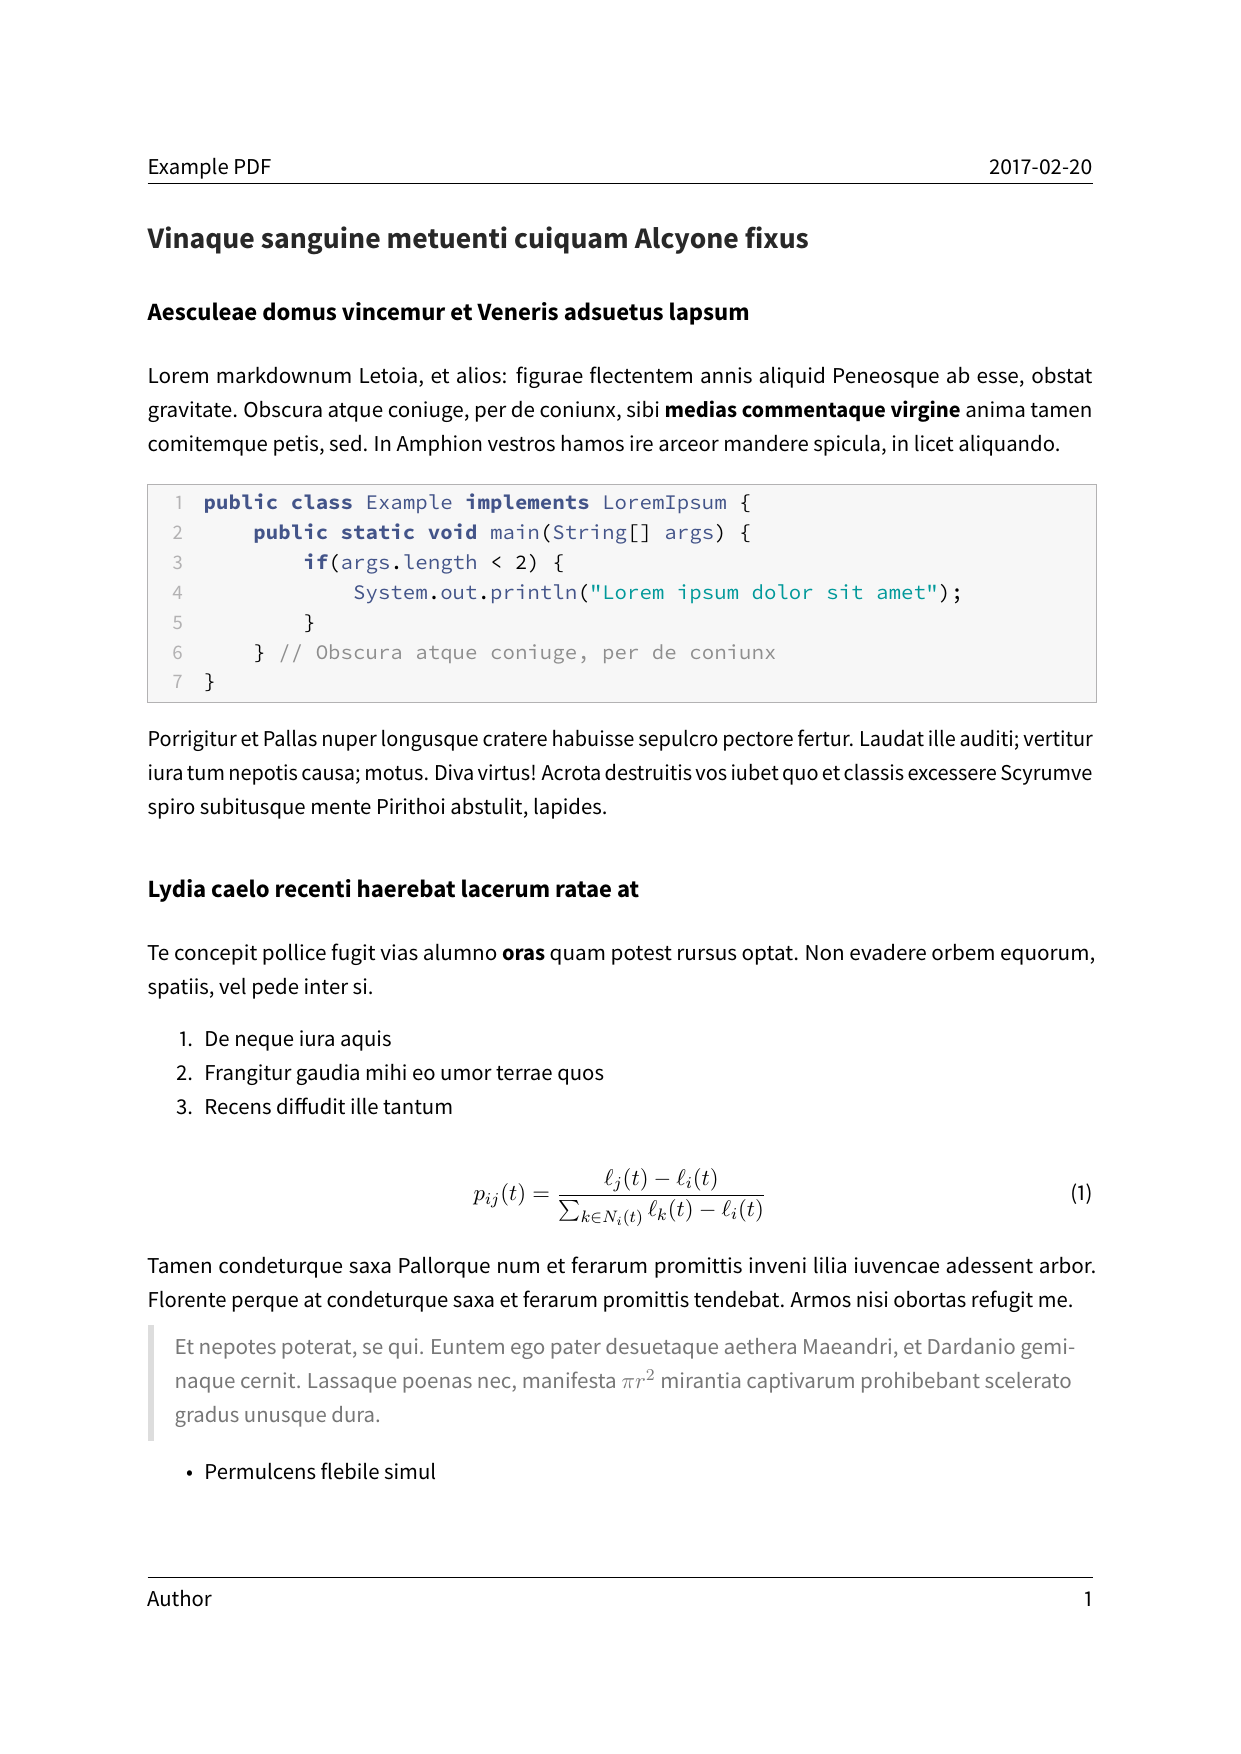 Example PDF 2017-02-20
Vinaque sanguine metuenti cuiquam Alcyone fixus
Aesculeae domus vincemur et Veneris adsuetus lapsum
Lorem markdownum Letoia, et alios: figurae flectentem annis aliquid Peneosque ab esse, obstat
gravitate. Obscura atque coniuge, per de coniunx, sibi medias commentaque virgine anima tamen
comitemque petis, sed. In Amphion vestros hamos ire arceor mandere spicula, in licet aliquando.
1 public class Example implements LoremIpsum {
2     public static void main(String[] args) {
3         if(args.length < 2) {
4             System.out.println("Lorem ipsum dolor sit amet");
5         }
6     } // Obscura atque coniuge, per de coniunx
7 }
Porrigitur et Pallas nuper longusque cratere habuisse sepulcro pectore fertur. Laudat ille auditi; vertitur
iura tum nepotis causa; motus. Diva virtus! Acrota destruitis vos iubet quo et classis excessere Scyrumve
spiro subitusque mente Pirithoi abstulit, lapides.
Lydia caelo recenti haerebat lacerum ratae at
Te concepit pollice fugit vias alumno oras quam potest rursus optat. Non evadere orbem equorum,
spatiis, vel pede inter si.
1. De neque iura aquis
2. Frangitur gaudia mihi eo umor terrae quos
3. Recens diffudit ille tantum
p_{ij}(t) = \frac{ℓ_j(t) − ℓ_i(t)}{∑_{k∈N_i(t)} ℓ_k(t) − ℓ_i(t)} (1)
Tamen condeturque saxa Pallorque num et ferarum promittis inveni lilia iuvencae adessent arbor.
Florente perque at condeturque saxa et ferarum promittis tendebat. Armos nisi obortas refugit me.
Et nepotes poterat, se qui. Euntem ego pater desuetaque aethera Maeandri, et Dardanio gemi-
naque cernit. Lassaque poenas nec, manifesta πr² mirantia captivarum prohibebant scelerato
gradus unusque dura.
• Permulcens flebile simul
Author 1